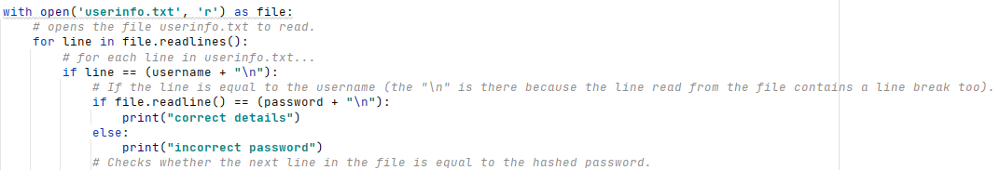 with open('userinfo.txt', 'r') as file:
    # opens the file userinfo.txt to read.
    for line in file.readlines():
        # for each line in userinfo.txt...
        if line == (username + "\n"):
            # If the line is equal to the username (the "\n" is there because the line read from the file contains a line break too).
            if file.readline() == (password + "\n"):
                print("correct details")
            else:
                print("incorrect password")
            # Checks whether the next line in the file is equal to the hashed password.